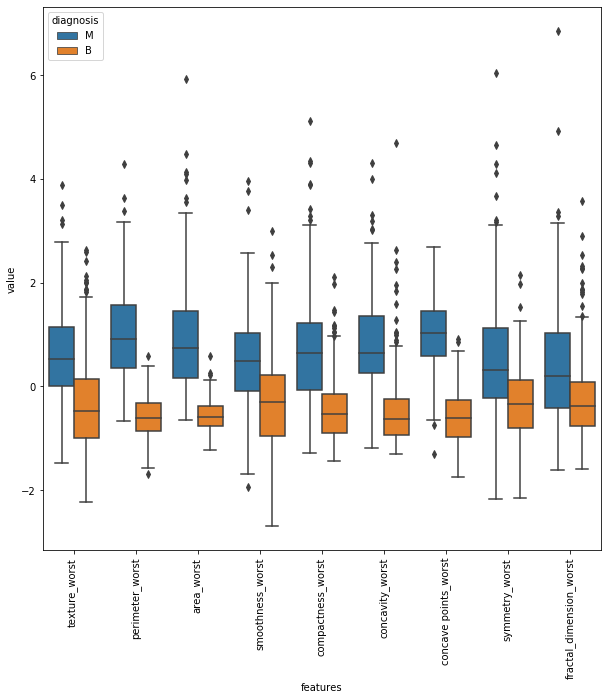 diagnosis
M
B
6
4
2
0
−2
value
texture_worst
perimeter_worst
area_worst
smoothness_worst
compactness_worst
concavity_worst
concave points_worst
symmetry_worst
fractal_dimension_worst
features